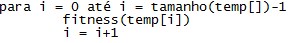 para i = 0 até i = tamanho(temp[])-1
fitness(temp[i])
i = i+1